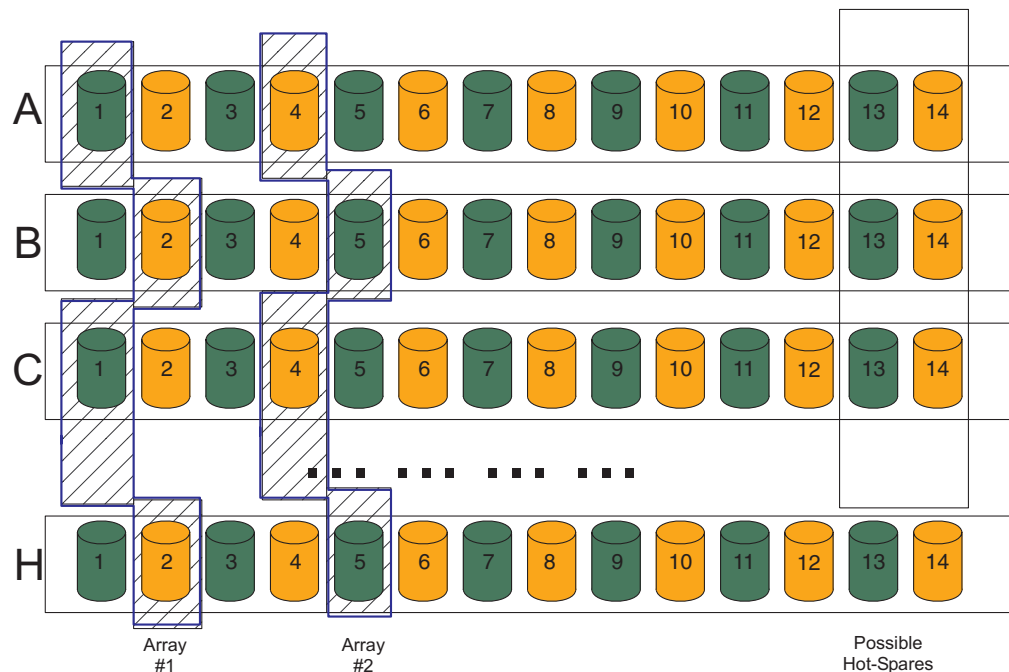 A 1 2 3 4 5 6 7 8 9 10 11 12 13 14
B 1 2 3 4 5 6 7 8 9 10 11 12 13 14
C 1 2 3 4 5 6 7 8 9 10 11 12 13 14
H 1 2 3 4 5 6 7 8 9 10 11 12 13 14
Array
#1
Array
#2
Possible
Hot-Spares